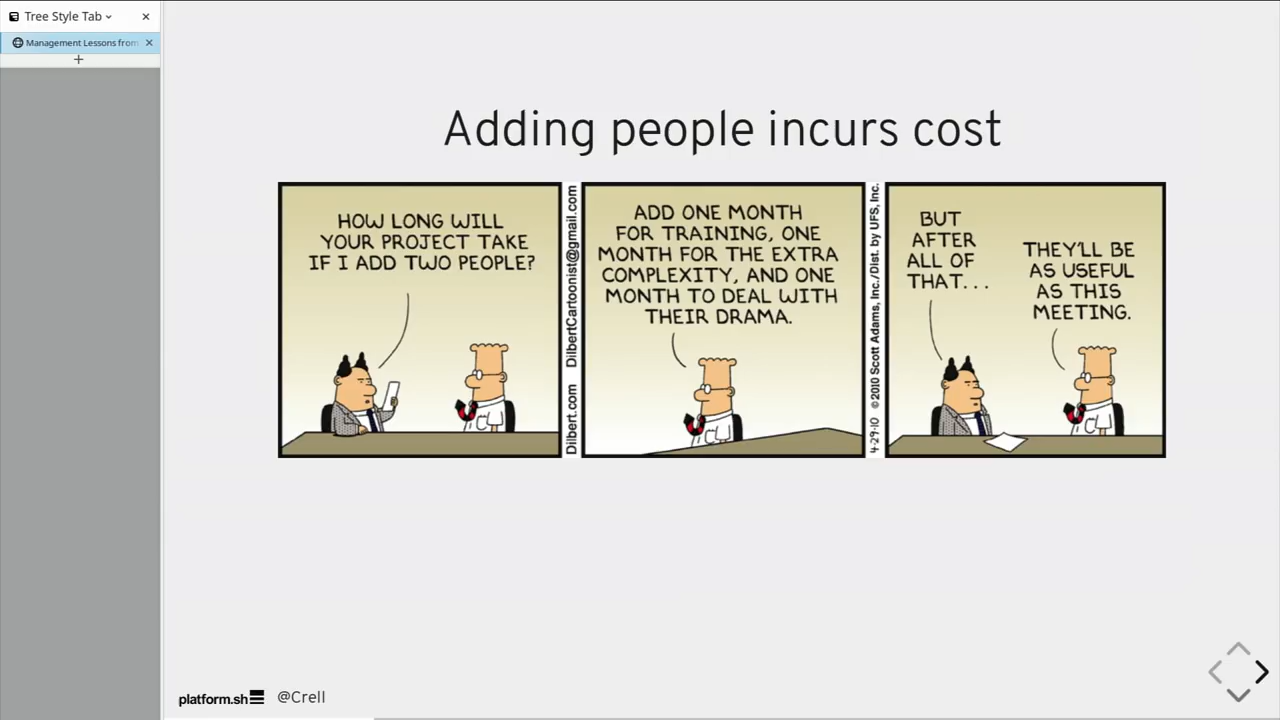 Tree Style Tab
Management Lessons from
Adding people incurs cost
HOW LONG WILL
YOUR PROJECT TAKE
IF I ADD TWO PEOPLE?
Dilbert.com DilbertCartoonist@gmail.com
ADD ONE MONTH
FOR TRAINING, ONE
MONTH FOR THE EXTRA
COMPLEXITY, AND ONE
MONTH TO DEAL WITH
THEIR DRAMA.
4-29-10 ©2010 Scott Adams, Inc./Dist. by UFS, Inc.
BUT
AFTER
ALL OF
THAT...
THEY'LL BE
AS USEFUL
AS THIS
MEETING.
platform.sh
@Crell